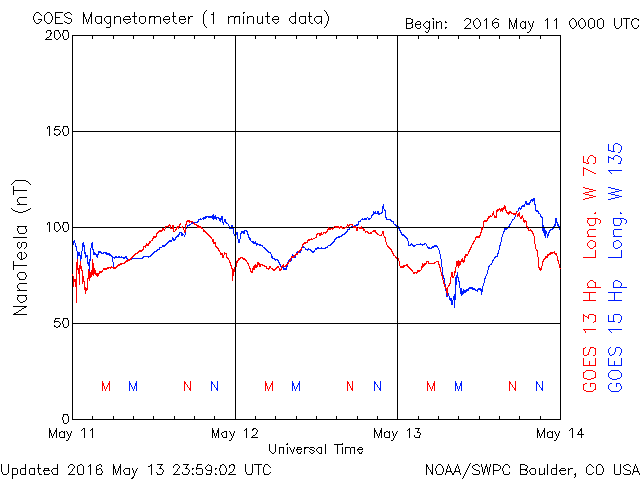 GOES Magnetometer (1 minute data)
Begin: 2016 May 11 0000 UTC
200
150
100
50
0
NanoTesla (nT)
M M N N M M N N M M N N
May 11 May 12 May 13 May 14
Universal Time
GOES 13 Hp Long. W 75
GOES 15 Hp Long. W 135
Updated 2016 May 13 23:59:02 UTC
NOAA/SWPC Boulder, CO USA